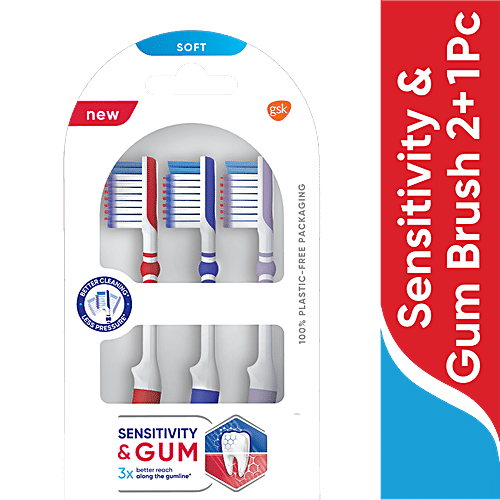 SOFT
new
gsk
100% PLASTIC-FREE PACKAGING
BETTER CLEANING*
LESS PRESSURE
SENSITIVITY
& GUM
3x better reach
along the gumline*
Sensitivity &
Gum Brush 2+1Pc